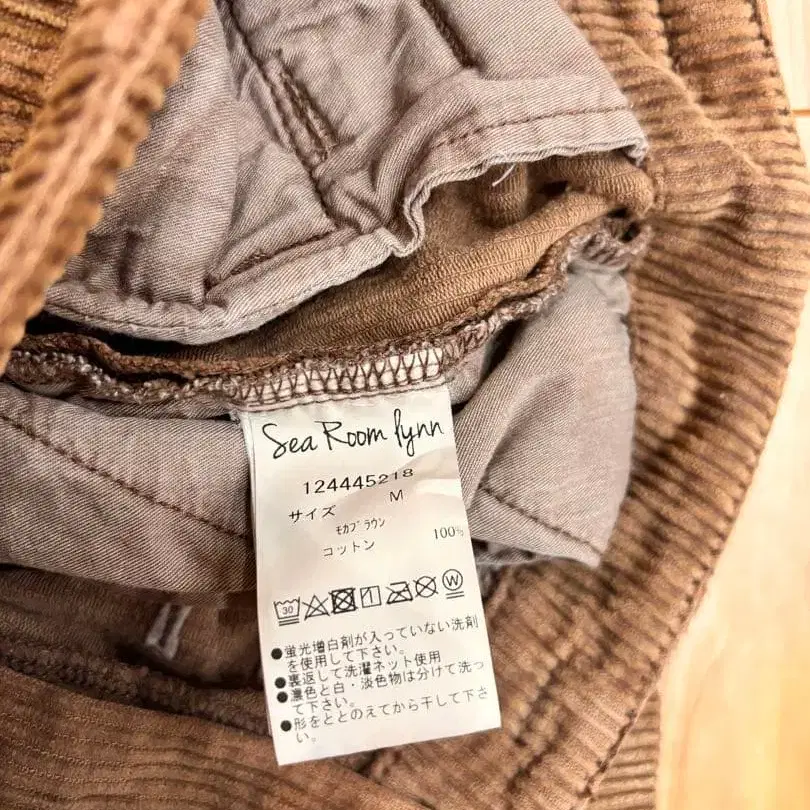 Sea Room lynn
124445218
サイズ M
モカブラウン
コットン 100%
30 W
●蛍光増白剤が入っていない洗剤
を使用して下さい。
●裏返して洗濯ネット使用
●濃色と白・淡色物は分けて洗っ
て下さい。
●形をととのえてから干して下さ
い。